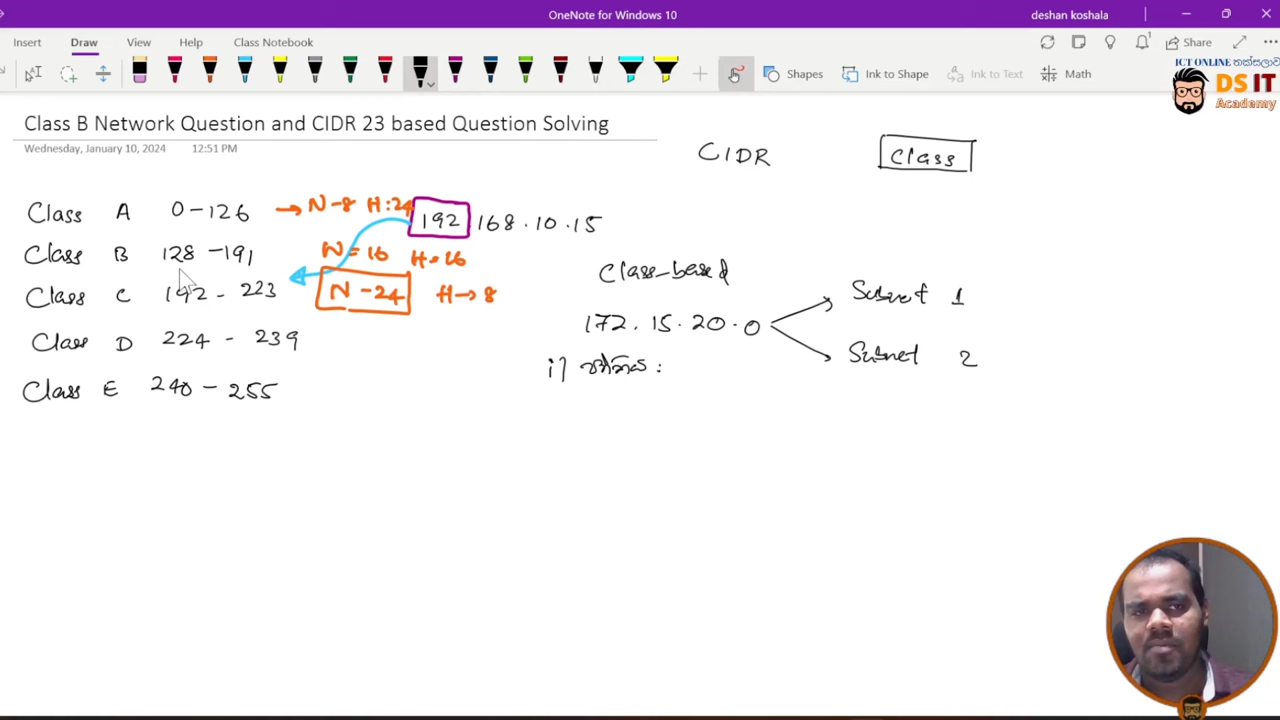 OneNote for Windows 10
deshan koshala
Insert Draw View Help Class Notebook
Share
Shapes Ink to Shape Ink to Text Math
ICT ONLINE තක්සලාව
DS IT
Academy
Class B Network Question and CIDR 23 based Question Solving
Wednesday, January 10, 2024 12:51 PM
CIDR Class
Class A 0-126 → N-8 H:24 192 168.10.15
Class B 128 -191 N=16 H=16
Class C 192 - 223 N -24 H→8
Class D 224 - 239
Class E 240 - 255
Class-based
172.15.20.0
Subnet 1
Subnet 2
i)